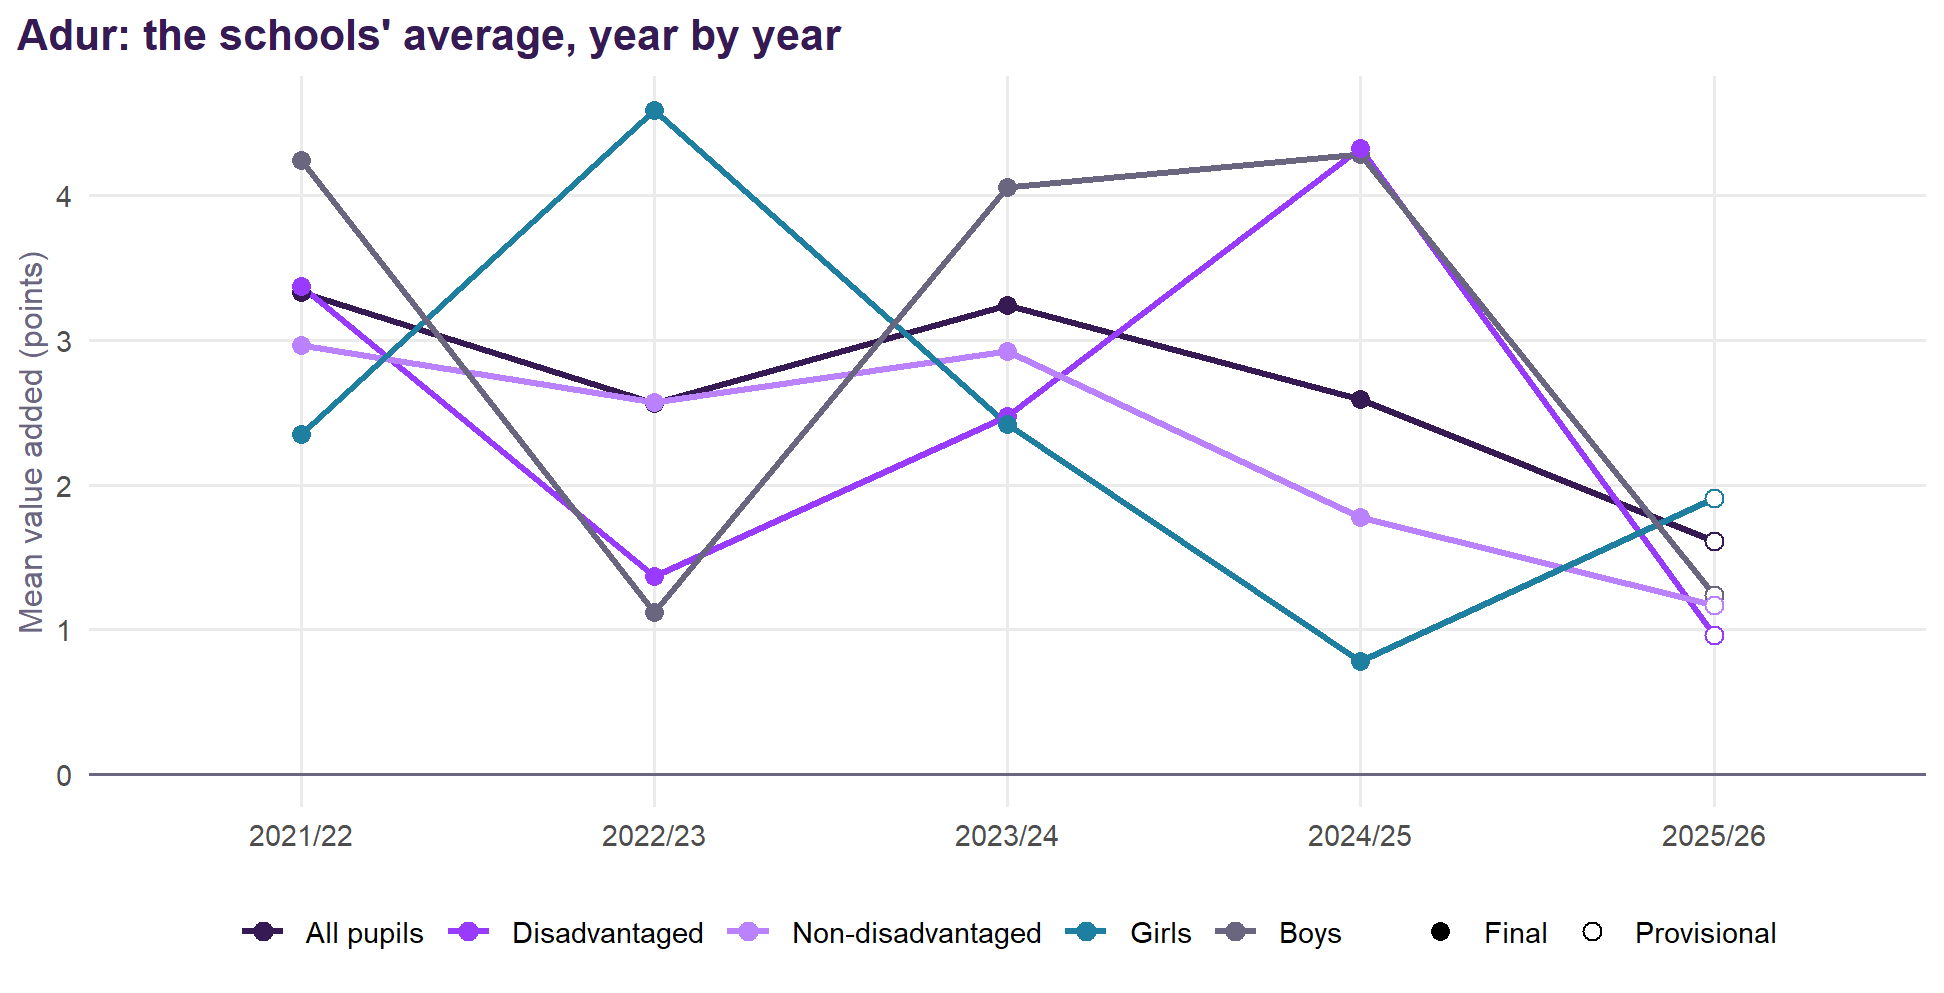 Adur: the schools' average, year by year
Mean value added (points)
4
3
2
1
0
2021/22 2022/23 2023/24 2024/25 2025/26
All pupils Disadvantaged Non-disadvantaged Girls Boys Final Provisional